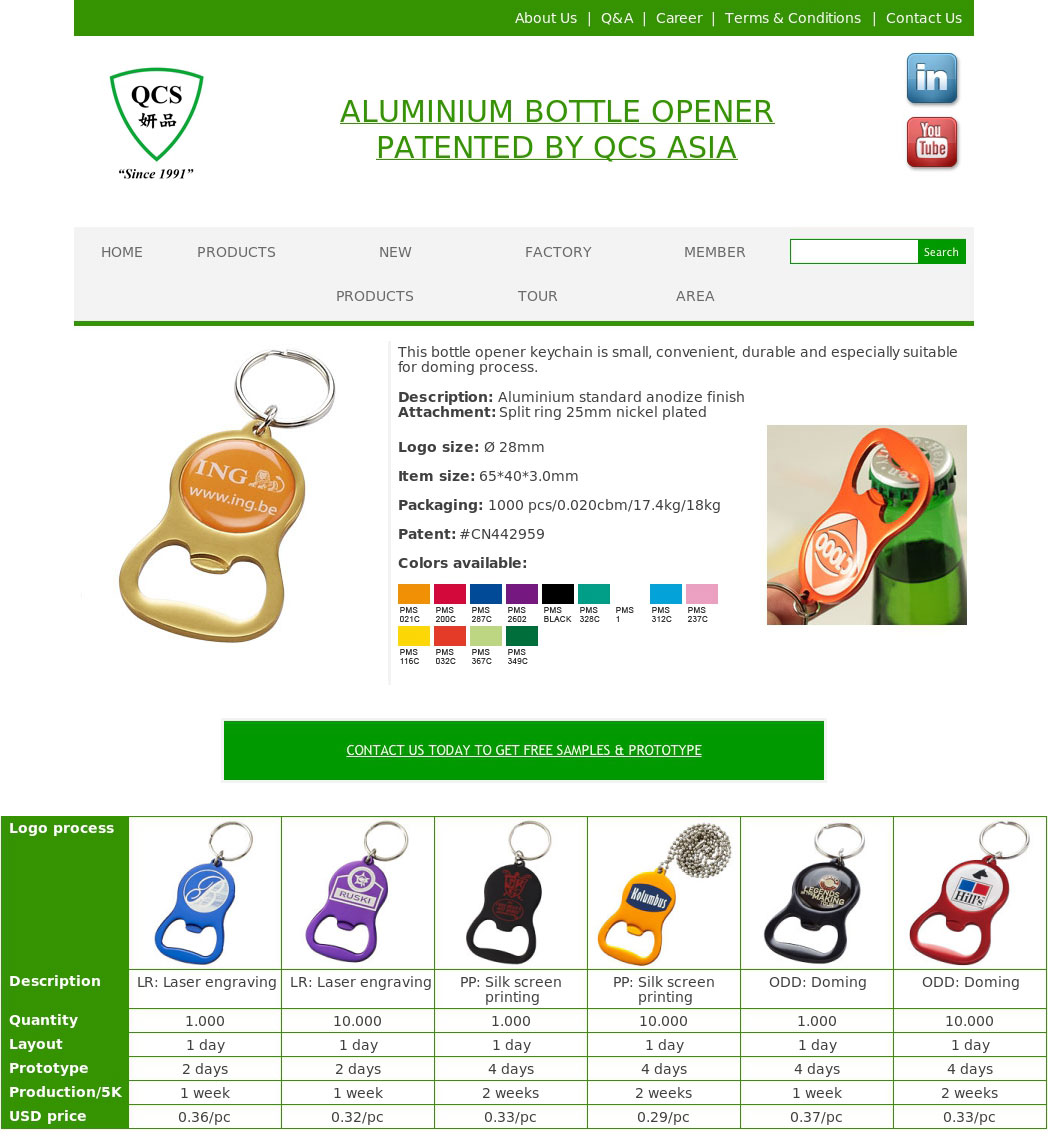 About Us | Q&A | Career | Terms & Conditions | Contact Us
QCS
妍品
“Since 1991”
ALUMINIUM BOTTLE OPENER
PATENTED BY QCS ASIA
in
You
Tube
HOME PRODUCTS NEW FACTORY MEMBER Search
PRODUCTS TOUR AREA
This bottle opener keychain is small, convenient, durable and especially suitable
for doming process.
Description: Aluminium standard anodize finish
Attachment: Split ring 25mm nickel plated
Logo size: Ø 28mm
Item size: 65*40*3.0mm
Packaging: 1000 pcs/0.020cbm/17.4kg/18kg
Patent: #CN442959
Colors available:
PMS PMS PMS PMS PMS PMS PMS PMS PMS
021C 200C 287C 2602 BLACK 328C 1 312C 237C
PMS PMS PMS PMS
116C 032C 367C 349C
ING
www.ing.be
C1000
CONTACT US TODAY TO GET FREE SAMPLES & PROTOTYPE
Logo process
RUSKI
Kolumbus
LEGENDS
MAKING
Hill's
Description LR: Laser engraving LR: Laser engraving PP: Silk screen PP: Silk screen ODD: Doming ODD: Doming
printing printing
Quantity 1.000 10.000 1.000 10.000 1.000 10.000
Layout 1 day 1 day 1 day 1 day 1 day 1 day
Prototype 2 days 2 days 4 days 4 days 4 days 4 days
Production/5K 1 week 1 week 2 weeks 2 weeks 1 week 2 weeks
USD price 0.36/pc 0.32/pc 0.33/pc 0.29/pc 0.37/pc 0.33/pc